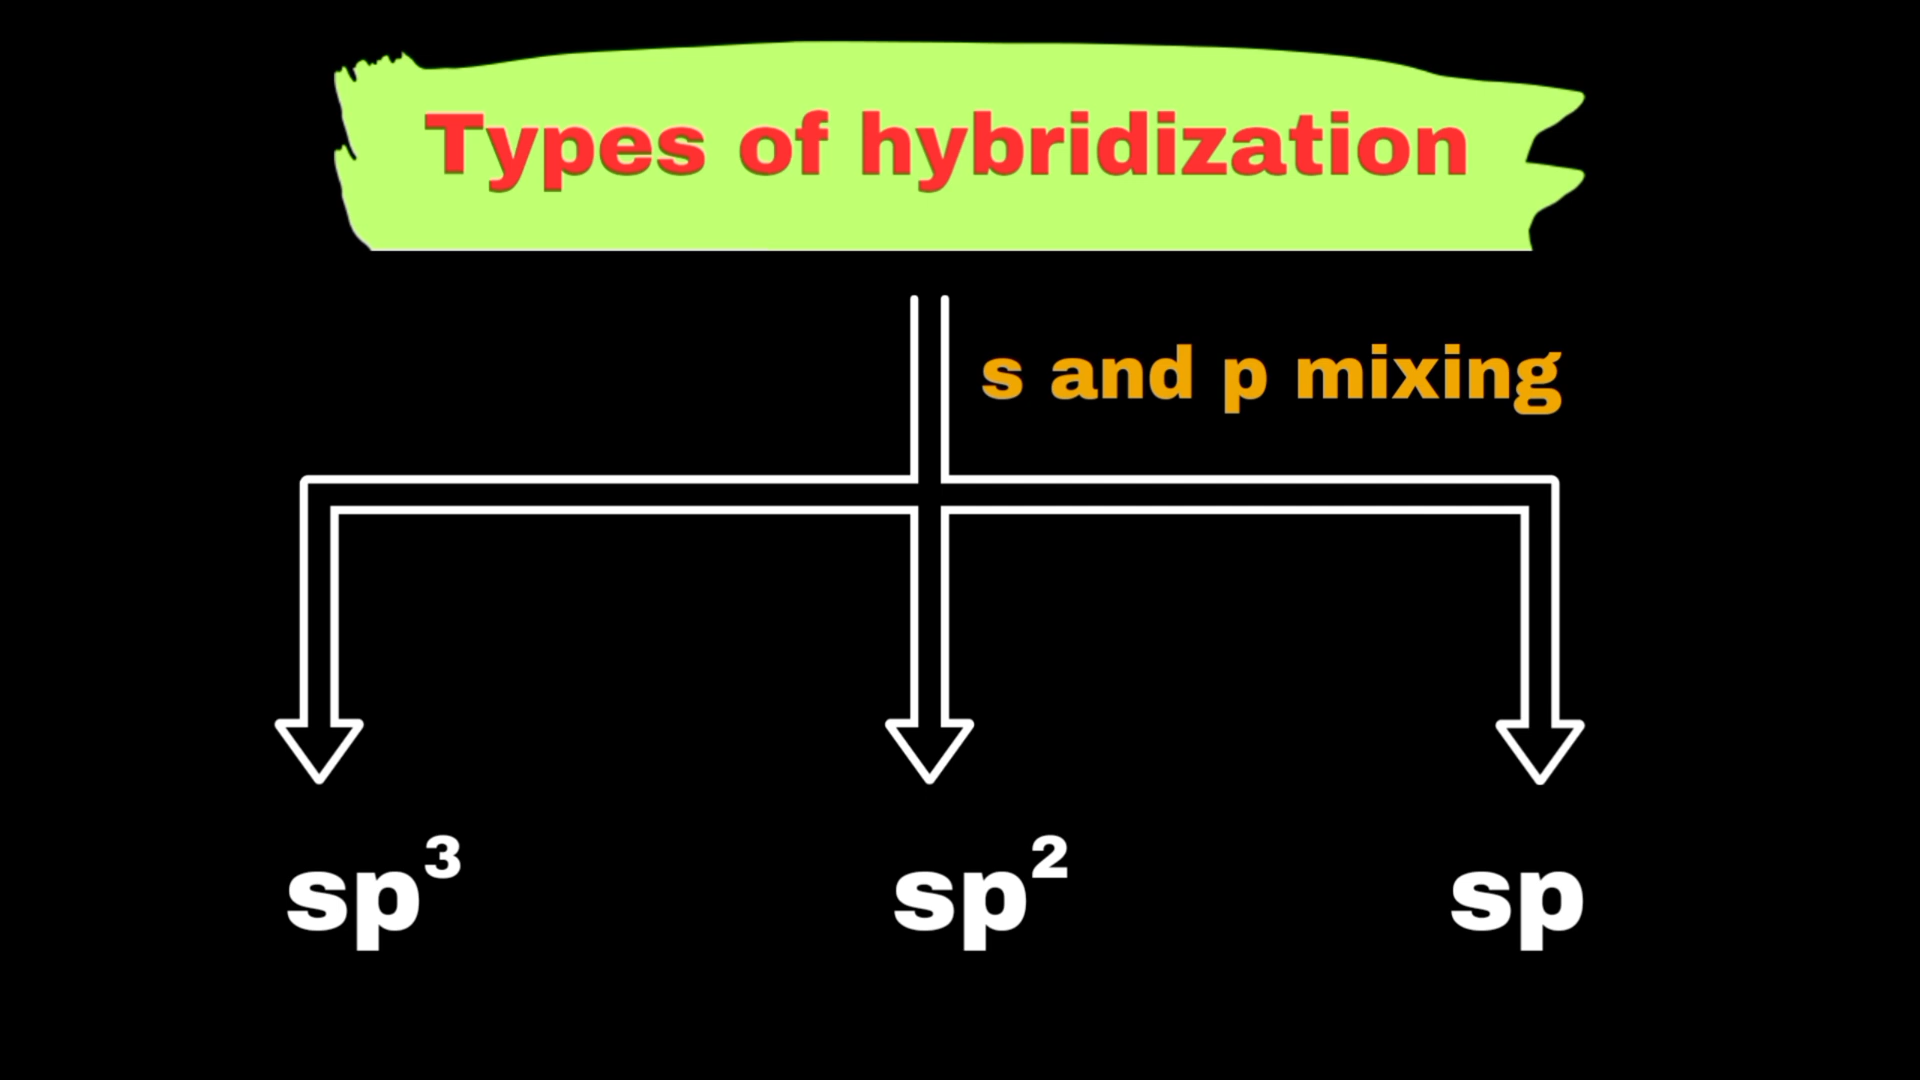 Types of hybridization
s and p mixing
sp³
sp²
sp